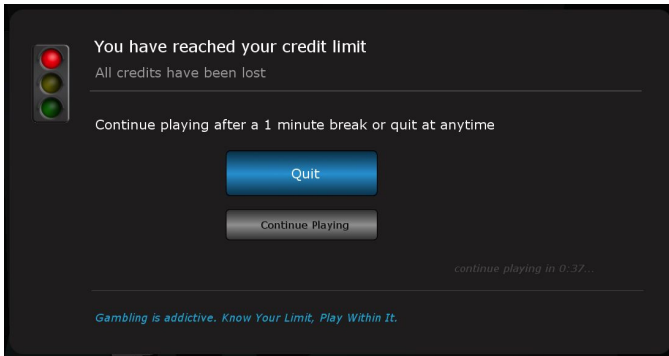 You have reached your credit limit
All credits have been lost
Continue playing after a 1 minute break or quit at anytime
Quit
Continue Playing
continue playing in 0:37...
Gambling is addictive. Know Your Limit, Play Within It.